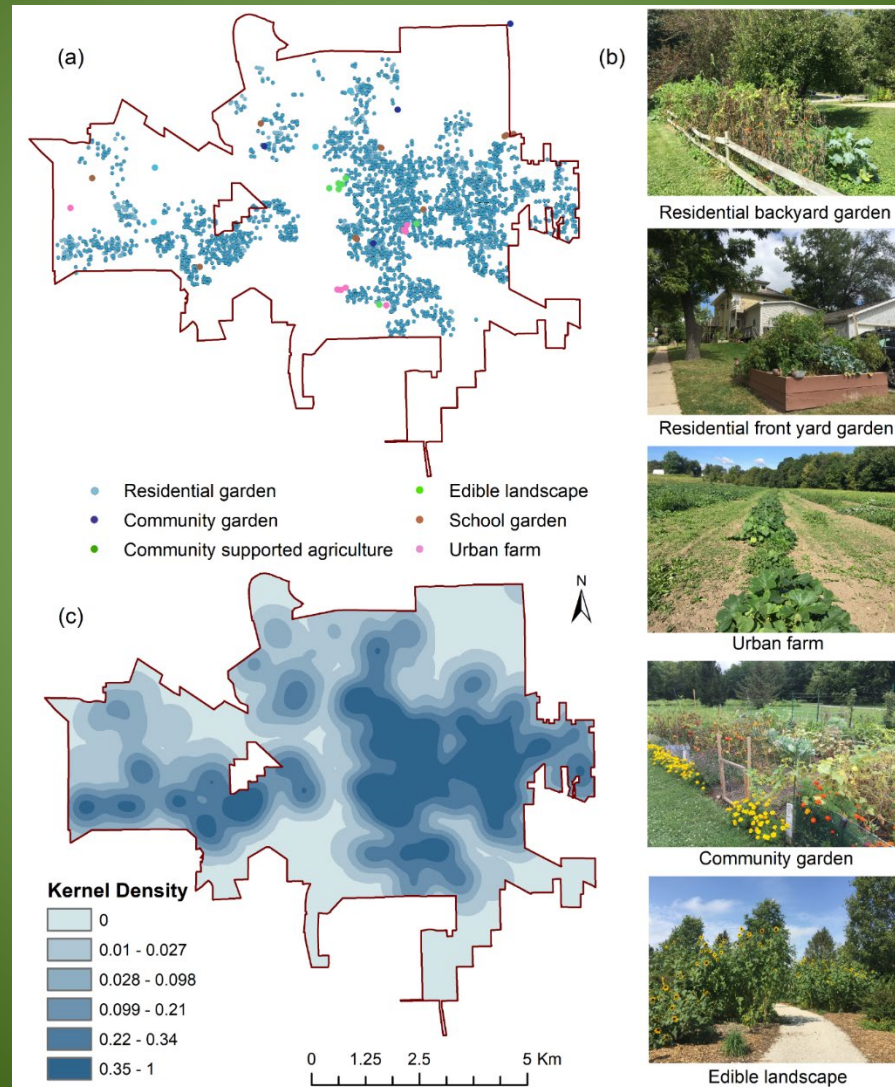 (a)
(b)
Residential backyard garden
Residential front yard garden
Residential garden
Edible landscape
Community garden
School garden
Community supported agriculture
Urban farm
Urban farm
(c)
N
Community garden
Kernel Density
0
0.01 - 0.027
0.028 - 0.098
0.099 - 0.21
0.22 - 0.34
0.35 - 1
0 1.25 2.5 5 Km
Edible landscape